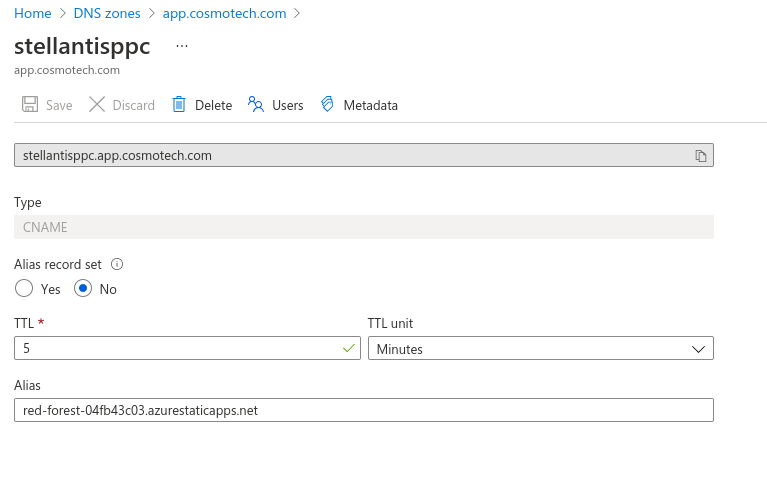 Home > DNS zones > app.cosmotech.com >
stellantisppc ...
app.cosmotech.com
Save Discard Delete Users Metadata
stellantisppc.app.cosmotech.com
Type
CNAME
Alias record set
Yes No
TTL * TTL unit
5 Minutes
Alias
red-forest-04fb43c03.azurestaticapps.net